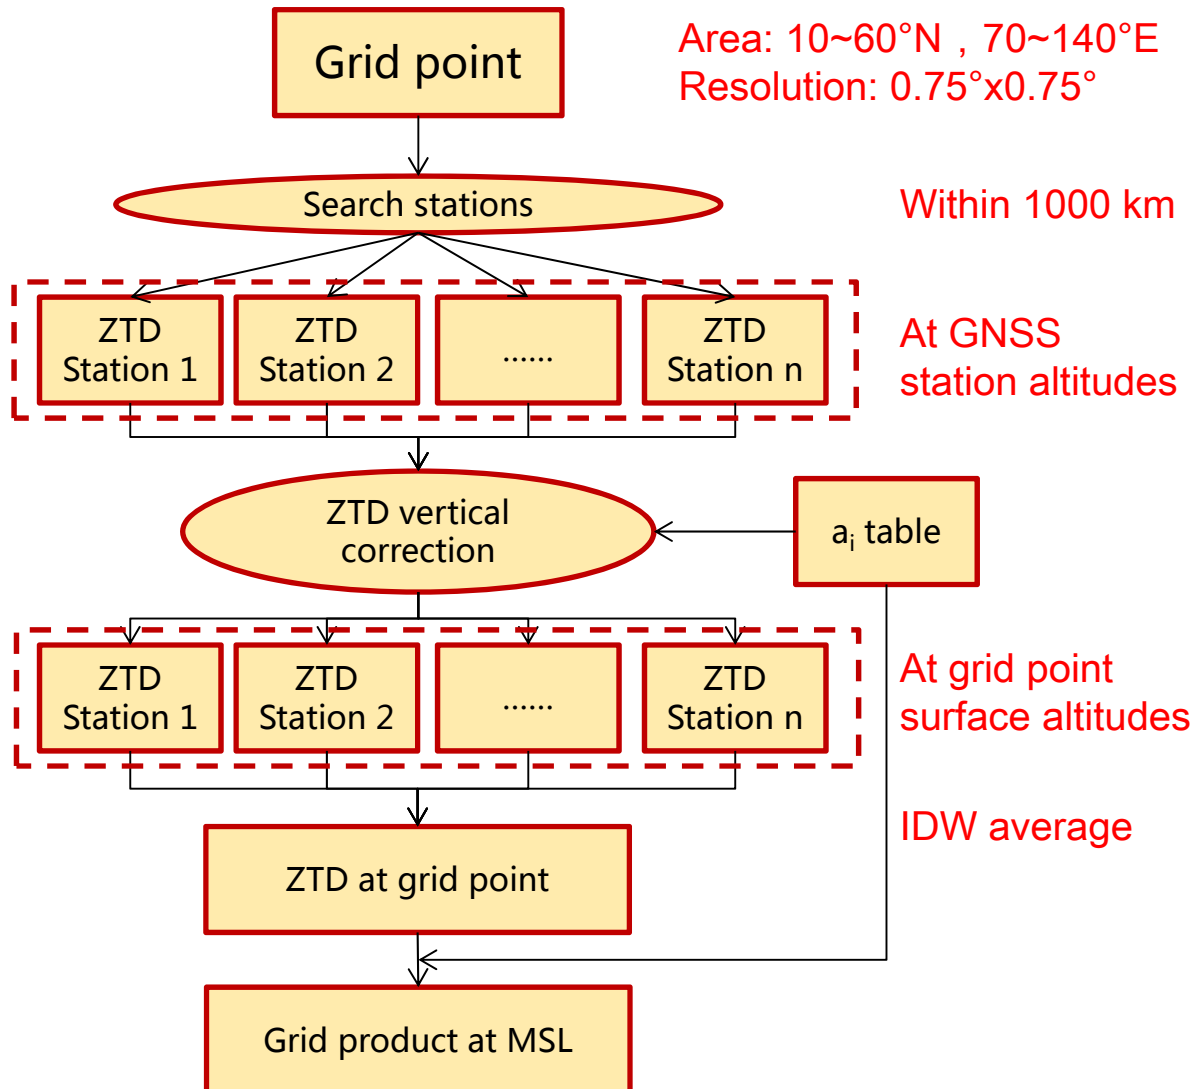 Grid point
Area: 10~60°N , 70~140°E
Resolution: 0.75°x0.75°
Search stations
Within 1000 km
ZTD
Station 1
ZTD
Station 2
......
ZTD
Station n
At GNSS
station altitudes
ZTD vertical
correction
aᵢ table
ZTD
Station 1
ZTD
Station 2
......
ZTD
Station n
At grid point
surface altitudes
IDW average
ZTD at grid point
Grid product at MSL